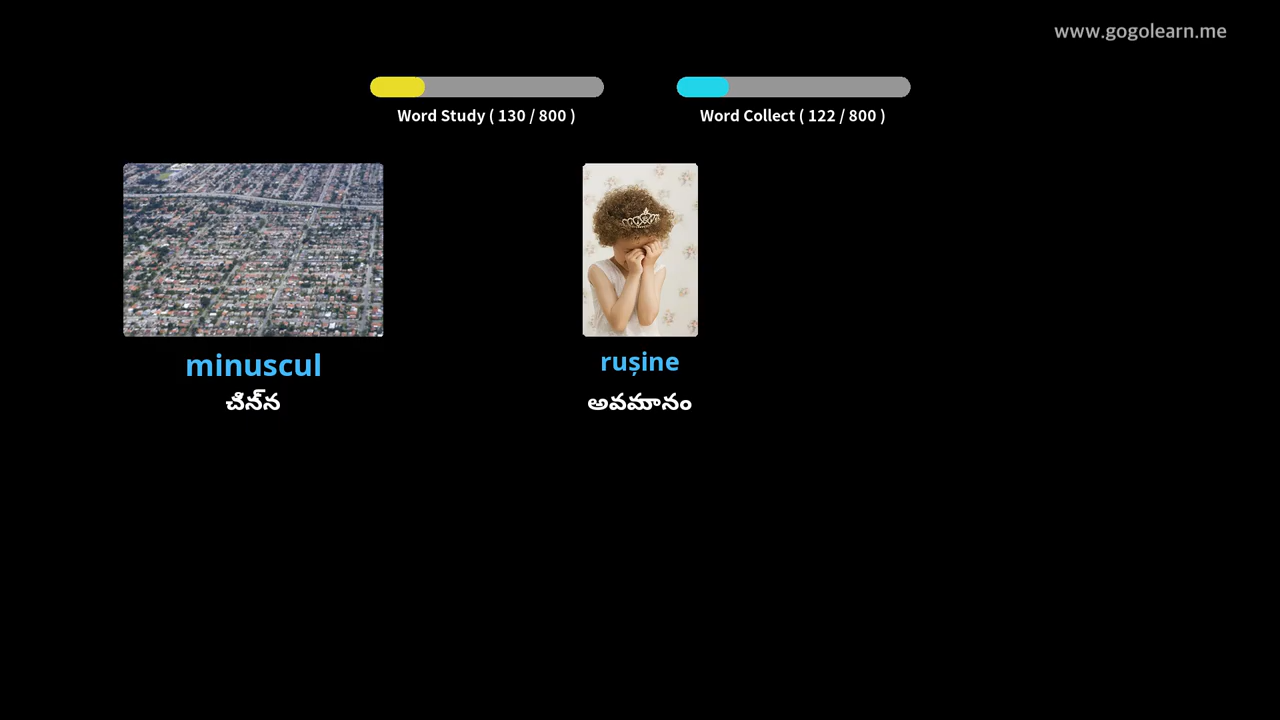 www.gogolearn.me
Word Study ( 130 / 800 )
Word Collect ( 122 / 800 )
minuscul
చిన్‌న
rușine
అవమానం